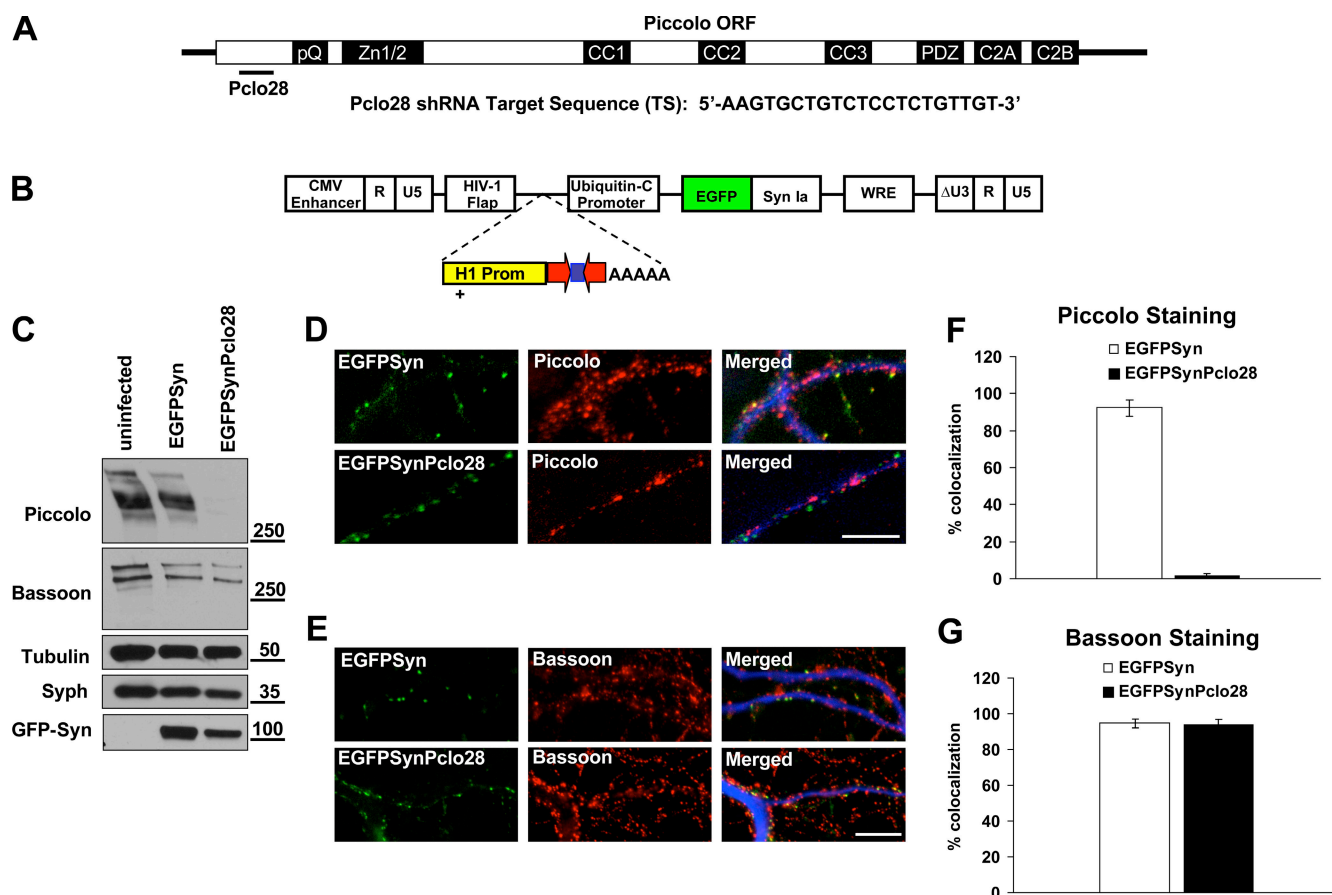 A
Piccolo ORF
pQ Zn1/2 CC1 CC2 CC3 PDZ C2A C2B
Pclo28
Pclo28 shRNA Target Sequence (TS): 5’-AAGTGCTGTCTCCTCTGTTGT-3’
B
CMV Enhancer R U5 HIV-1 Flap Ubiquitin-C Promoter EGFP Syn Ia WRE ΔU3 R U5
H1 Prom AAAAA
+
C
uninfected
EGFPSyn
EGFPSynPclo28
Piccolo
250
Bassoon
250
Tubulin
50
Syph
35
GFP-Syn
100
D
EGFPSyn Piccolo Merged
EGFPSynPclo28 Piccolo Merged
E
EGFPSyn Bassoon Merged
EGFPSynPclo28 Bassoon Merged
F
Piccolo Staining
EGFPSyn
EGFPSynPclo28
% colocalization
120
100
80
60
40
20
0
G
Bassoon Staining
EGFPSyn
EGFPSynPclo28
% colocalization
120
100
80
60
40
20
0